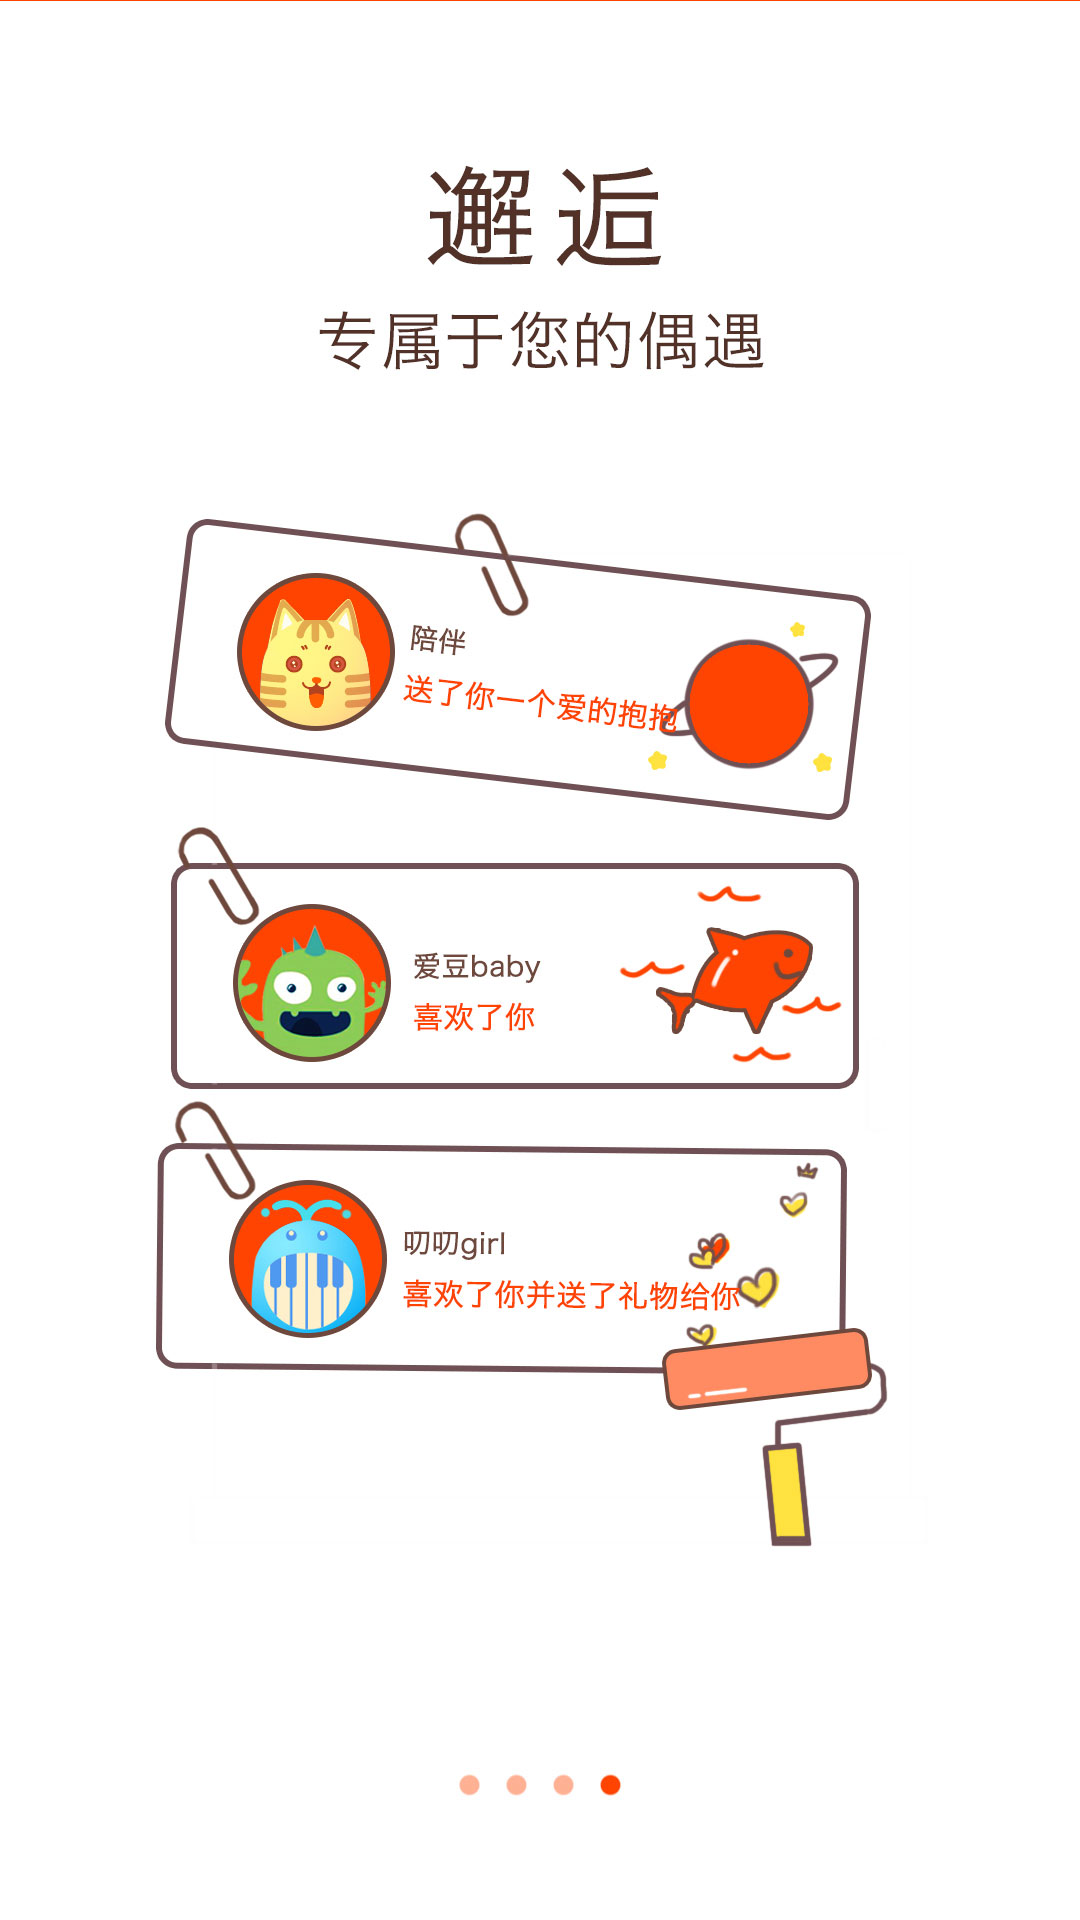 邂逅
专属于您的偶遇
陪伴
送了你一个爱的抱抱
爱豆baby
喜欢了你
叨叨girl
喜欢了你并送了礼物给你